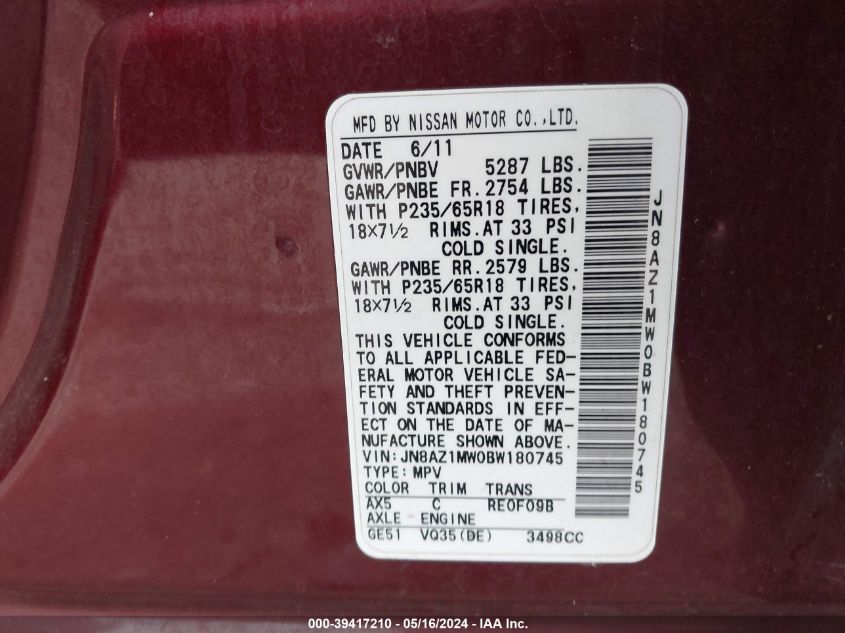 MFD BY NISSAN MOTOR CO.,LTD.
DATE 6/11
GVWR/PNBV 5287 LBS.
GAWR/PNBE FR. 2754 LBS.
WITH P235/65R18 TIRES,
18×7½ RIMS.AT 33 PSI
COLD SINGLE.
GAWR/PNBE RR. 2579 LBS.
WITH P235/65R18 TIRES,
18×7½ RIMS.AT 33 PSI
COLD SINGLE.
THIS VEHICLE CONFORMS
TO ALL APPLICABLE FED-
ERAL MOTOR VEHICLE SA-
FETY AND THEFT PREVEN-
TION STANDARDS IN EFF-
ECT ON THE DATE OF MA-
NUFACTURE SHOWN ABOVE.
VIN:JN8AZ1MW0BW180745
TYPE:MPV
COLOR TRIM TRANS
AX5 C RE0F09B
AXLE ENGINE
GE51 VQ35(DE) 3498CC
JN8AZ1MW0BW180745
000-39417210 - 05/16/2024 - IAA Inc.